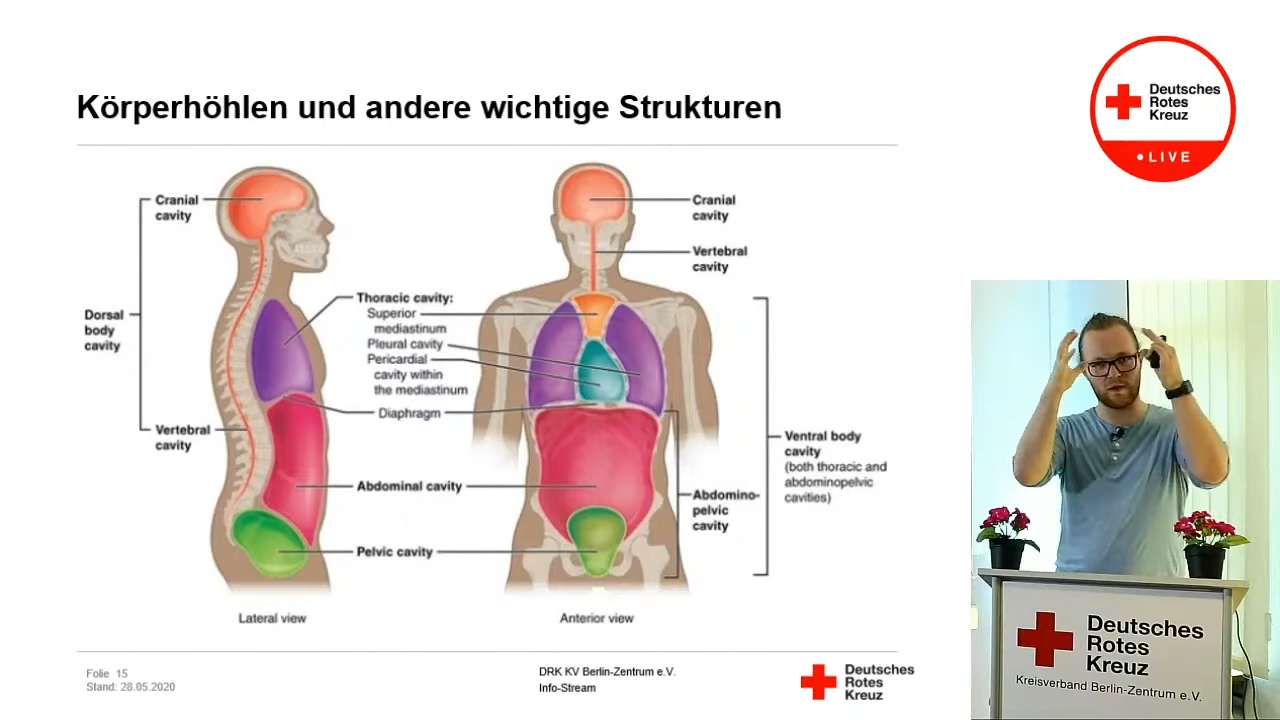 Körperhöhlen und andere wichtige Strukturen
Deutsches
Rotes
Kreuz
LIVE
Cranial
cavity
Dorsal
body
cavity
Vertebral
cavity
Thoracic cavity:
Superior
mediastinum
Pleural cavity
Pericardial
cavity within
the mediastinum
Diaphragm
Abdominal cavity
Pelvic cavity
Cranial
cavity
Vertebral
cavity
Ventral body
cavity
(both thoracic and
abdominopelvic
cavities)
Abdomino-
pelvic
cavity
Lateral view
Anterior view
Folie 15
Stand: 28.05.2020
DRK KV Berlin-Zentrum e.V.
Info-Stream
Deutsches
Rotes
Kreuz
Deutsches
Rotes
Kreuz
Kreisverband Berlin-Zentrum e.V.